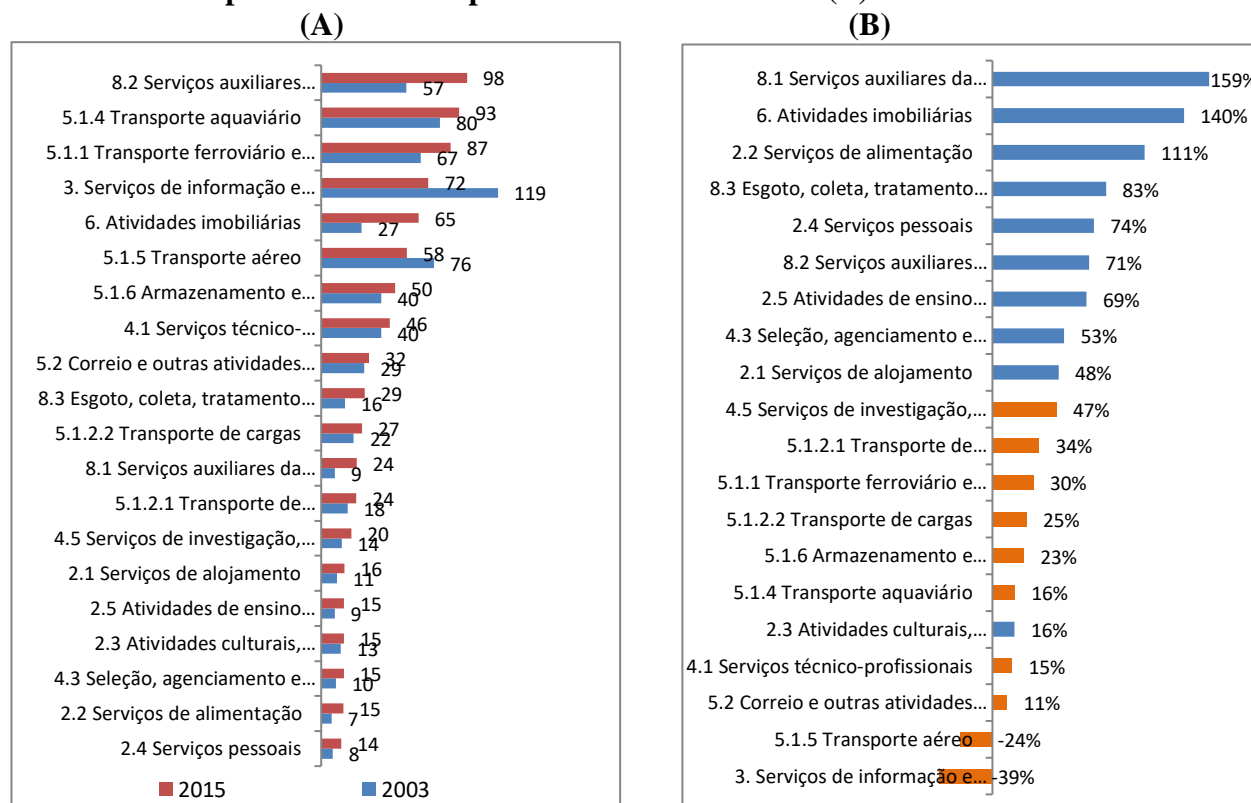 (A)
8.2 Serviços auxiliares... 98 57
5.1.4 Transporte aquaviário 93 80
5.1.1 Transporte ferroviário e... 87 67
3. Serviços de informação e... 72 119
6. Atividades imobiliárias 65 27
5.1.5 Transporte aéreo 58 76
5.1.6 Armazenamento e... 50 40
4.1 Serviços técnico-... 46 40
5.2 Correio e outras atividades... 32 29
8.3 Esgoto, coleta, tratamento... 29 16
5.1.2.2 Transporte de cargas 27 22
8.1 Serviços auxiliares da... 24 9
5.1.2.1 Transporte de... 24 18
4.5 Serviços de investigação,... 20 14
2.1 Serviços de alojamento 16 11
2.5 Atividades de ensino... 15 9
2.3 Atividades culturais,... 15 13
4.3 Seleção, agenciamento e... 15 10
2.2 Serviços de alimentação 15 7
2.4 Serviços pessoais 14 8
2015 2003
(B)
8.1 Serviços auxiliares da... 159%
6. Atividades imobiliárias 140%
2.2 Serviços de alimentação 111%
8.3 Esgoto, coleta, tratamento... 83%
2.4 Serviços pessoais 74%
8.2 Serviços auxiliares... 71%
2.5 Atividades de ensino... 69%
4.3 Seleção, agenciamento e... 53%
2.1 Serviços de alojamento 48%
4.5 Serviços de investigação,... 47%
5.1.2.1 Transporte de... 34%
5.1.1 Transporte ferroviário e... 30%
5.1.2.2 Transporte de cargas 25%
5.1.6 Armazenamento e... 23%
5.1.4 Transporte aquaviário 16%
2.3 Atividades culturais,... 16%
4.1 Serviços técnico-profissionais 15%
5.2 Correio e outras atividades... 11%
5.1.5 Transporte aéreo -24%
3. Serviços de informação e... -39%